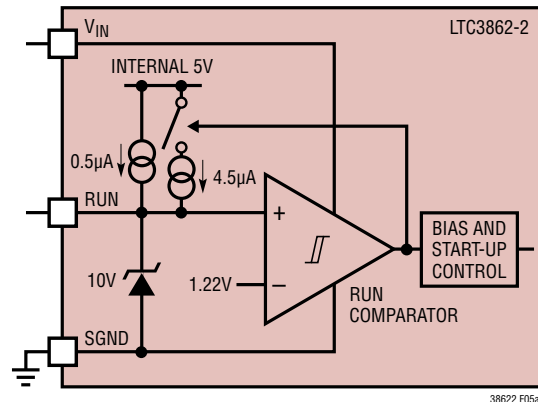 VIN
LTC3862-2
INTERNAL 5V
0.5µA
4.5µA
RUN
+
10V
1.22V
–
BIAS AND
START-UP
CONTROL
RUN
COMPARATOR
SGND
38622 F05a